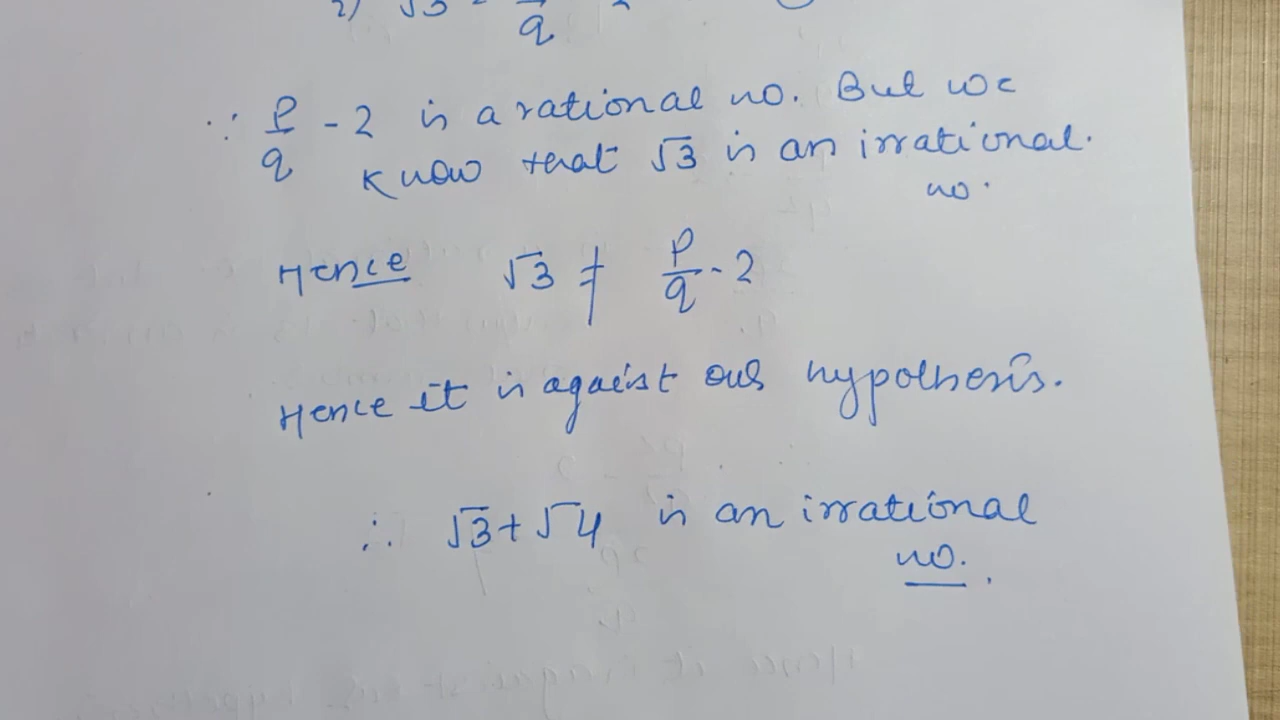 √3
q
∵ p/q - 2 is a rational no. But we
know that √3 is an irrational.
no.
Hence √3 ≠ p/q - 2
Hence it is against our hypothesis.
∴ √3 + √4 is an irrational
no.